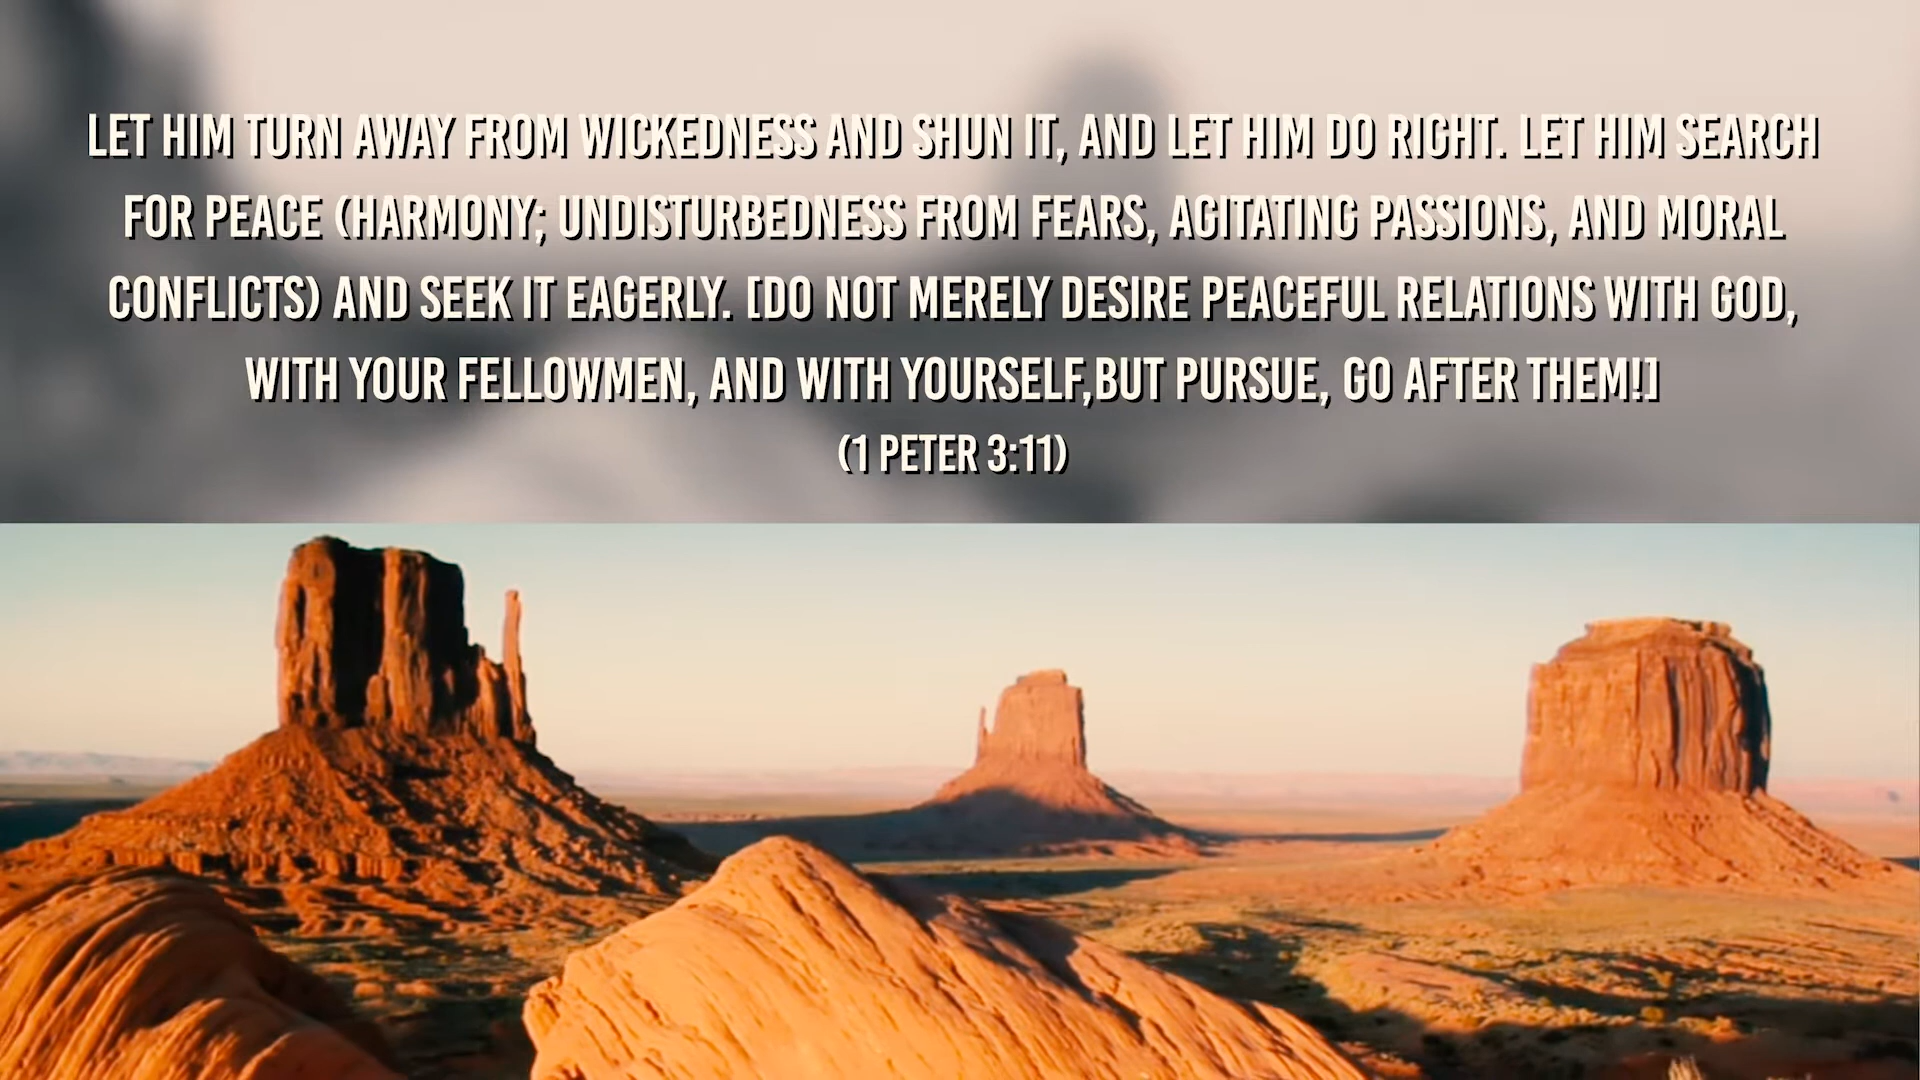 LET HIM TURN AWAY FROM WICKEDNESS AND SHUN IT, AND LET HIM DO RIGHT. LET HIM SEARCH
FOR PEACE (HARMONY; UNDISTURBEDNESS FROM FEARS, AGITATING PASSIONS, AND MORAL
CONFLICTS) AND SEEK IT EAGERLY. [DO NOT MERELY DESIRE PEACEFUL RELATIONS WITH GOD,
WITH YOUR FELLOWMEN, AND WITH YOURSELF,BUT PURSUE, GO AFTER THEM!]
(1 PETER 3:11)